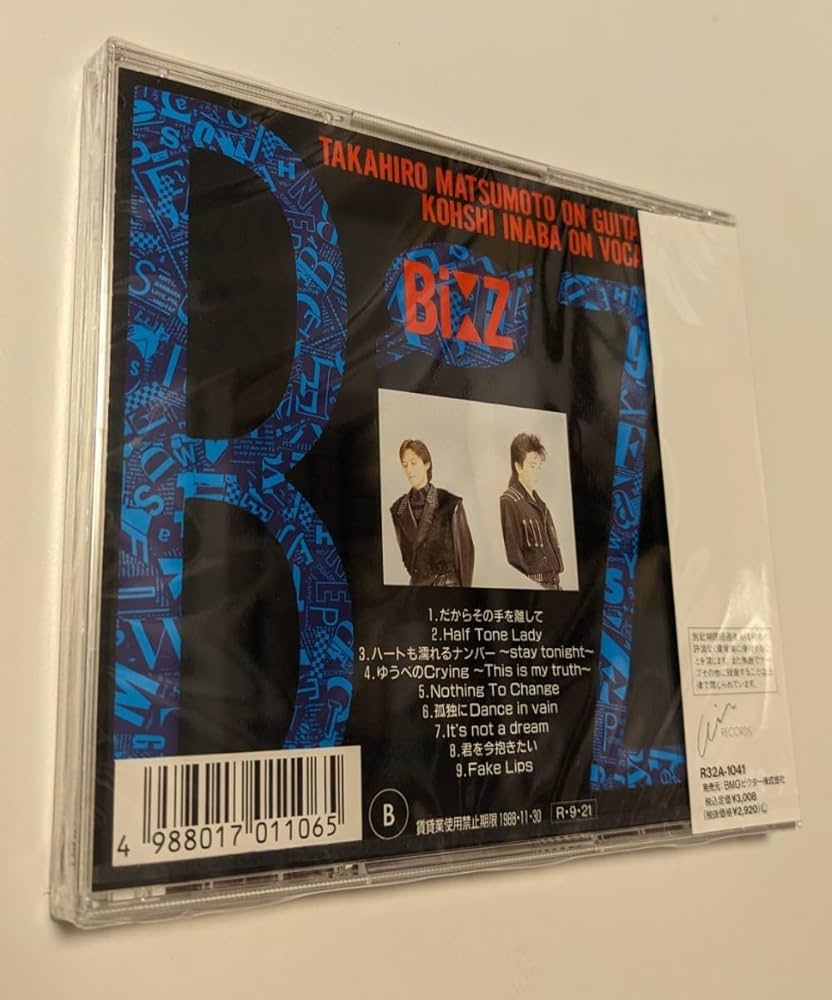 TAKAHIRO MATSUMOTO ON GUITA
KOHSHI INABA ON VOCA
B'Z
1.だからその手を離して
2.Half Tone Lady
3.ハートも濡れるナンバー 〜stay tonight〜
4.ゆうべのCrying 〜This is my truth〜
5.Nothing To Change
6.孤独にDance in vain
7.It's not a dream
8.君を今抱きたい
9.Fake Lips
4 988017 011065
B
賃貸業使用禁止期限 1988・11・30
R・9・21
RECORDS
R32A-1041
発売元: BMGビクター株式会社
税込定価¥3,008
(税抜価格¥2,920)